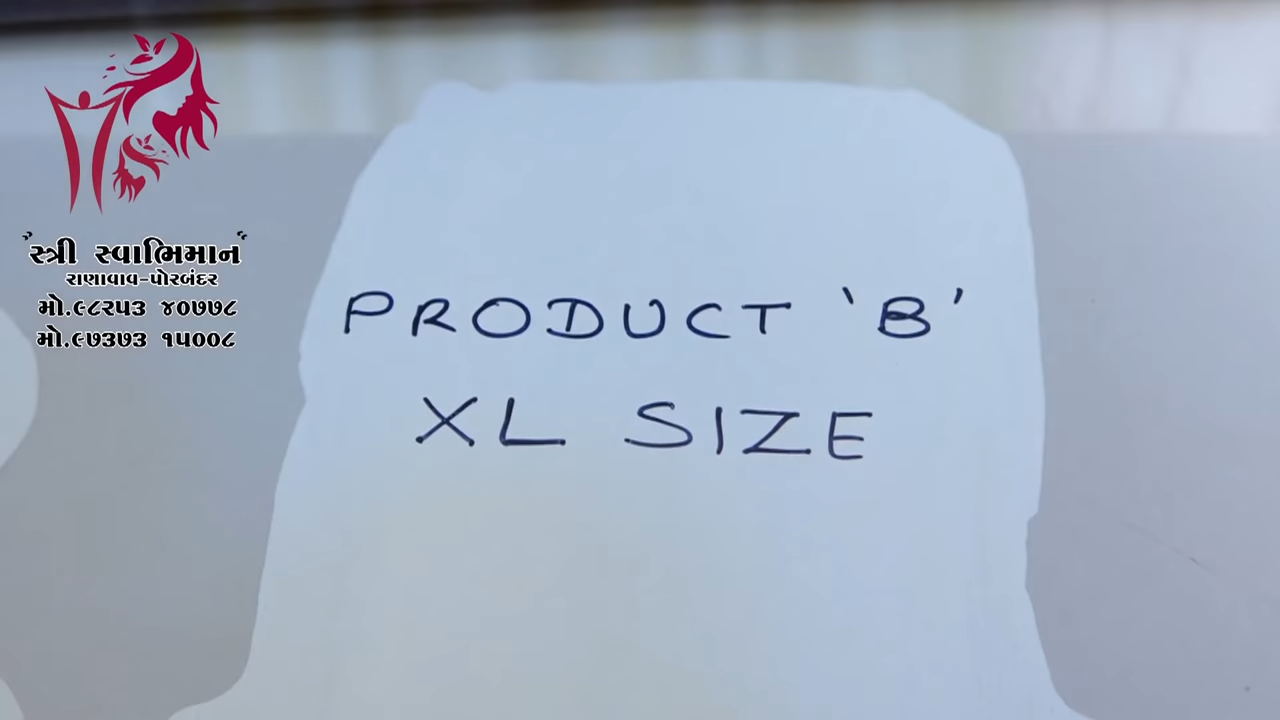 "સ્ત્રી સ્વાભિમાન"
રાણાવાવ-પોરબંદર
મો.૯૮૨૫૩ ૪૦૭૭૮
મો.૯૭૩૭૩ ૧૫૦૦૮
PRODUCT 'B'
XL SIZE